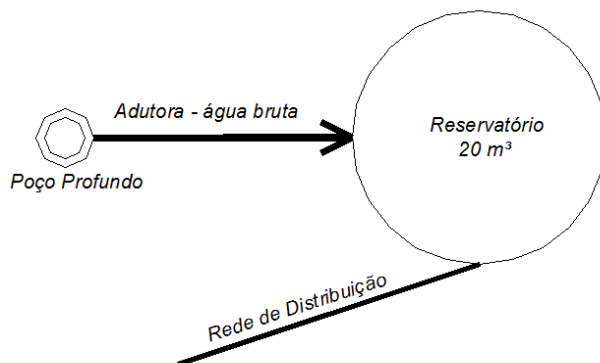 Adutora - água bruta
Reservatório
20 m³
Poço Profundo
Rede de Distribuição